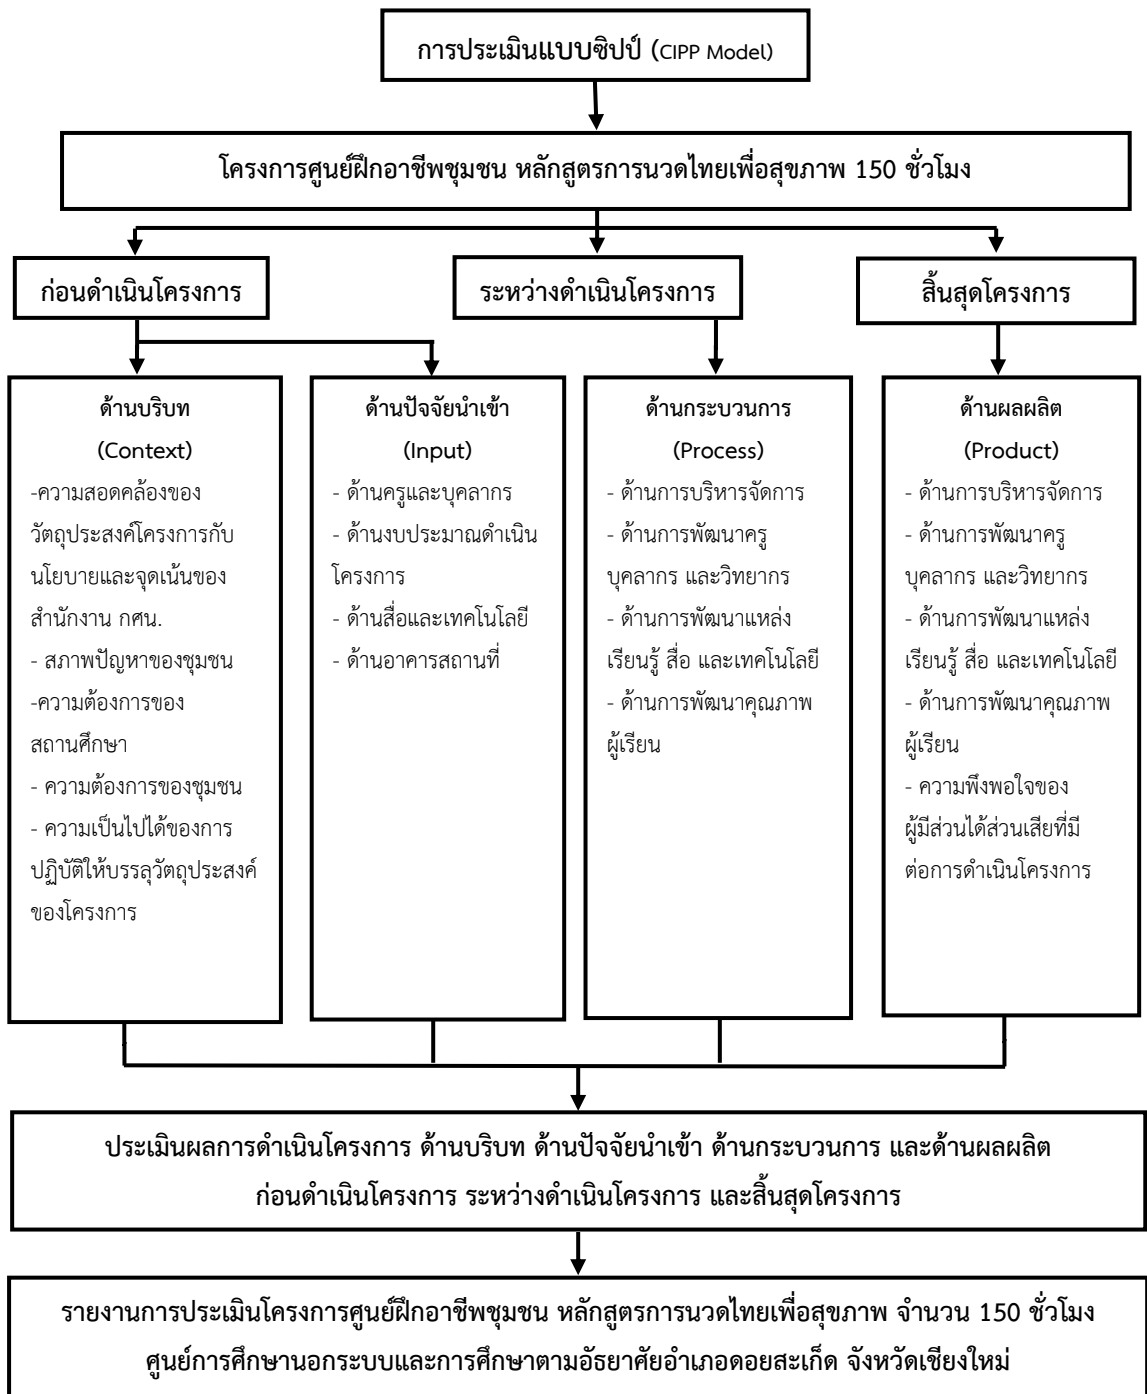 การประเมินแบบซิปป์ (CIPP Model)
โครงการศูนย์ฝึกอาชีพชุมชน หลักสูตรการนวดไทยเพื่อสุขภาพ 150 ชั่วโมง
ก่อนดำเนินโครงการ
ระหว่างดำเนินโครงการ
สิ้นสุดโครงการ
ด้านบริบท
(Context)
-ความสอดคล้องของ
วัตถุประสงค์โครงการกับ
นโยบายและจุดเน้นของ
สำนักงาน กศน.
- สภาพปัญหาของชุมชน
-ความต้องการของ
สถานศึกษา
- ความต้องการของชุมชน
- ความเป็นไปได้ของการ
ปฏิบัติให้บรรลุวัตถุประสงค์
ของโครงการ
ด้านปัจจัยนำเข้า
(Input)
- ด้านครูและบุคลากร
- ด้านงบประมาณดำเนิน
โครงการ
- ด้านสื่อและเทคโนโลยี
- ด้านอาคารสถานที่
ด้านกระบวนการ
(Process)
- ด้านการบริหารจัดการ
- ด้านการพัฒนาครู
บุคลากร และวิทยากร
- ด้านการพัฒนาแหล่ง
เรียนรู้ สื่อ และเทคโนโลยี
- ด้านการพัฒนาคุณภาพ
ผู้เรียน
ด้านผลผลิต
(Product)
- ด้านการบริหารจัดการ
- ด้านการพัฒนาครู
บุคลากร และวิทยากร
- ด้านการพัฒนาแหล่ง
เรียนรู้ สื่อ และเทคโนโลยี
- ด้านการพัฒนาคุณภาพ
ผู้เรียน
- ความพึงพอใจของ
ผู้มีส่วนได้ส่วนเสียที่มี
ต่อการดำเนินโครงการ
ประเมินผลการดำเนินโครงการ ด้านบริบท ด้านปัจจัยนำเข้า ด้านกระบวนการ และด้านผลผลิต
ก่อนดำเนินโครงการ ระหว่างดำเนินโครงการ และสิ้นสุดโครงการ
รายงานการประเมินโครงการศูนย์ฝึกอาชีพชุมชน หลักสูตรการนวดไทยเพื่อสุขภาพ จำนวน 150 ชั่วโมง
ศูนย์การศึกษานอกระบบและการศึกษาตามอัธยาศัยอำเภอดอยสะเก็ด จังหวัดเชียงใหม่